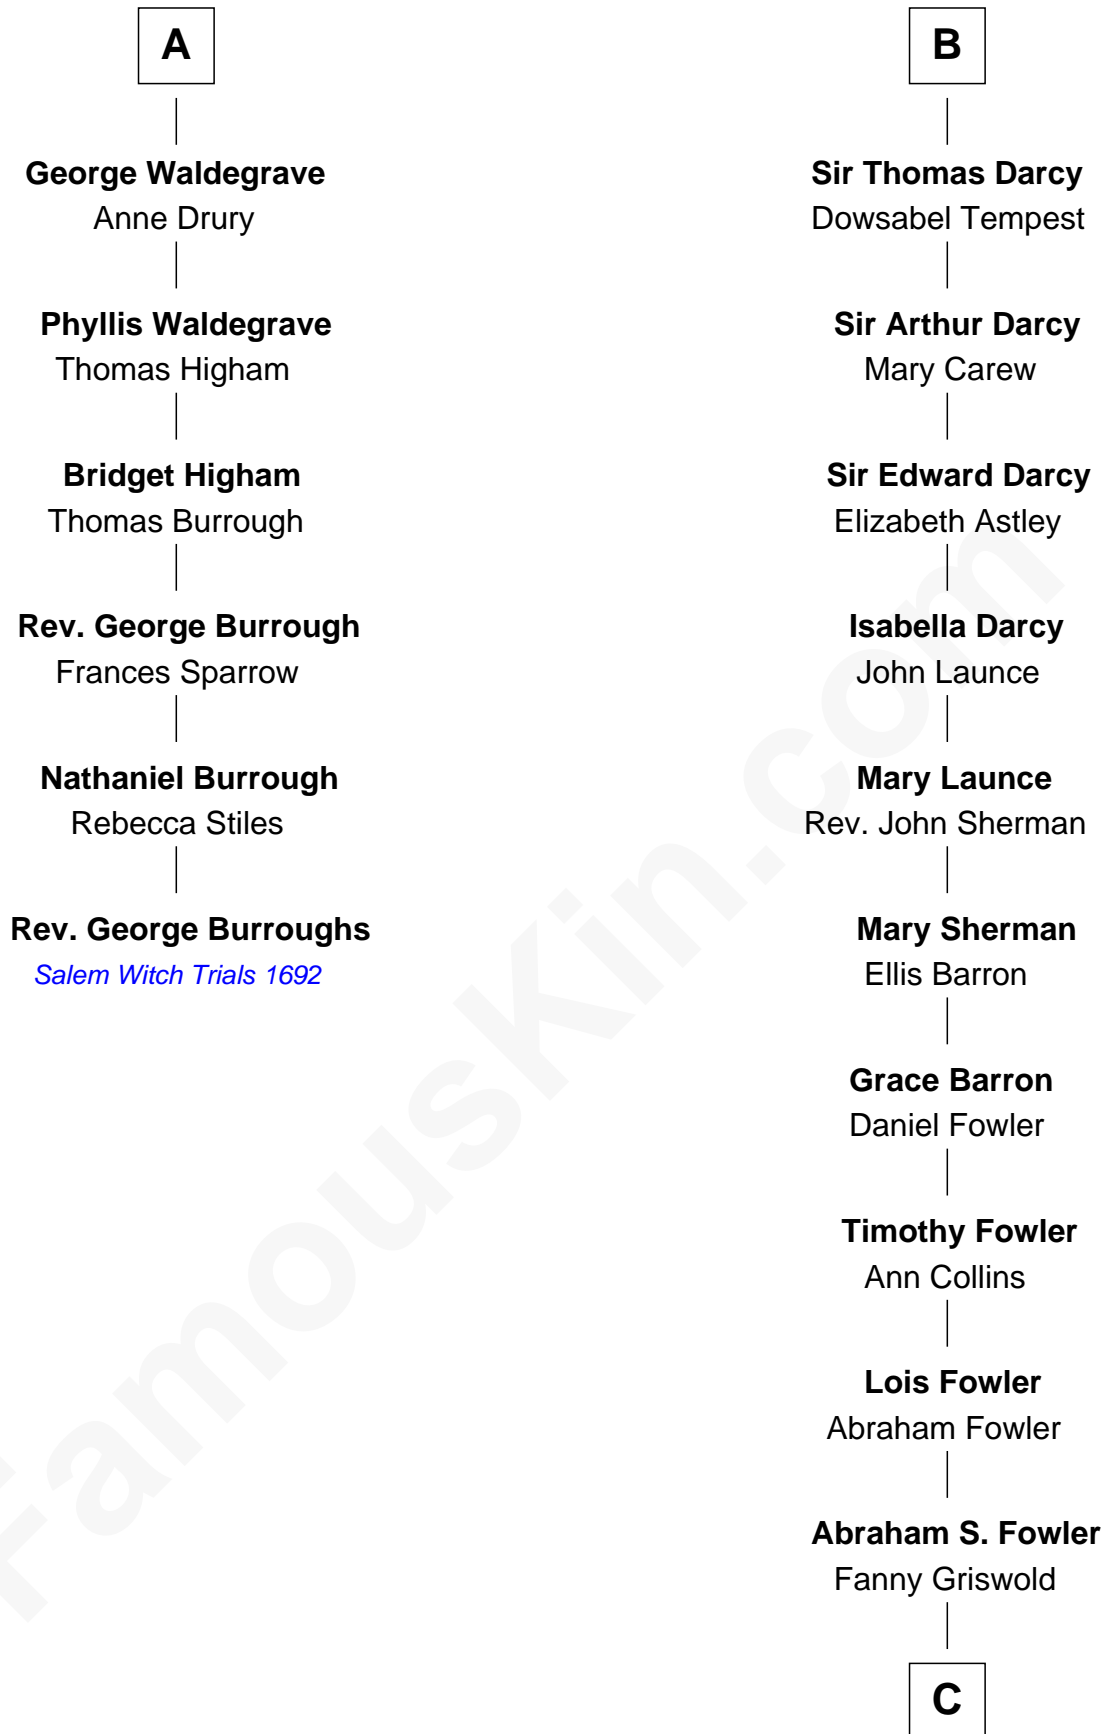 A
George Waldegrave
Anne Drury
Phyllis Waldegrave
Thomas Higham
Bridget Higham
Thomas Burrough
Rev. George Burrough
Frances Sparrow
Nathaniel Burrough
Rebecca Stiles
Rev. George Burroughs
Salem Witch Trials 1692
B
Sir Thomas Darcy
Dowsabel Tempest
Sir Arthur Darcy
Mary Carew
Sir Edward Darcy
Elizabeth Astley
Isabella Darcy
John Launce
Mary Launce
Rev. John Sherman
Mary Sherman
Ellis Barron
Grace Barron
Daniel Fowler
Timothy Fowler
Ann Collins
Lois Fowler
Abraham Fowler
Abraham S. Fowler
Fanny Griswold
C
FamousKin.com